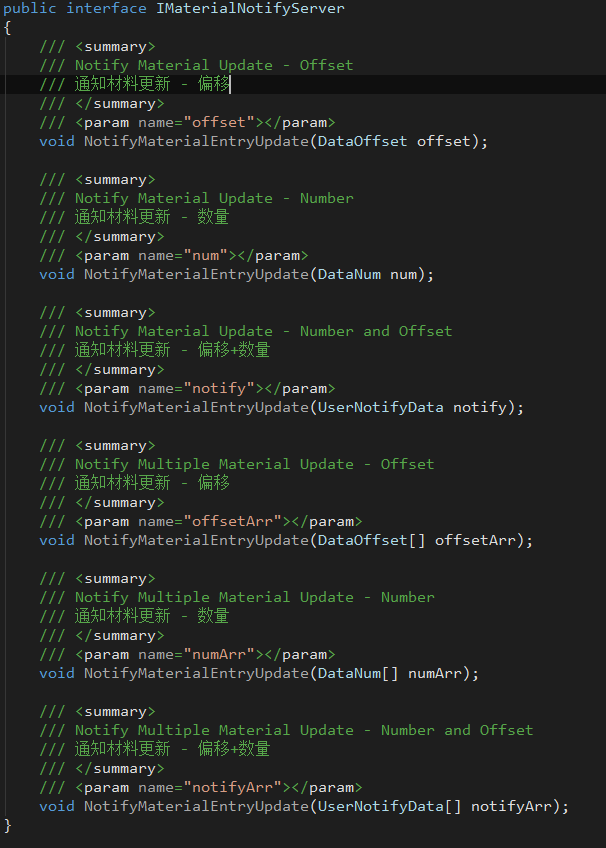 public interface IMaterialNotifyServer
{
/// <summary>
/// Notify Material Update - Offset
/// 通知材料更新 - 偏移
/// </summary>
/// <param name="offset"></param>
void NotifyMaterialEntryUpdate(DataOffset offset);
/// <summary>
/// Notify Material Update - Number
/// 通知材料更新 - 数量
/// </summary>
/// <param name="num"></param>
void NotifyMaterialEntryUpdate(DataNum num);
/// <summary>
/// Notify Material Update - Number and Offset
/// 通知材料更新 - 偏移+数量
/// </summary>
/// <param name="notify"></param>
void NotifyMaterialEntryUpdate(UserNotifyData notify);
/// <summary>
/// Notify Multiple Material Update - Offset
/// 通知材料更新 - 偏移
/// </summary>
/// <param name="offsetArr"></param>
void NotifyMaterialEntryUpdate(DataOffset[] offsetArr);
/// <summary>
/// Notify Multiple Material Update - Number
/// 通知材料更新 - 数量
/// </summary>
/// <param name="numArr"></param>
void NotifyMaterialEntryUpdate(DataNum[] numArr);
/// <summary>
/// Notify Multiple Material Update - Number and Offset
/// 通知材料更新 - 偏移+数量
/// </summary>
/// <param name="notifyArr"></param>
void NotifyMaterialEntryUpdate(UserNotifyData[] notifyArr);
}